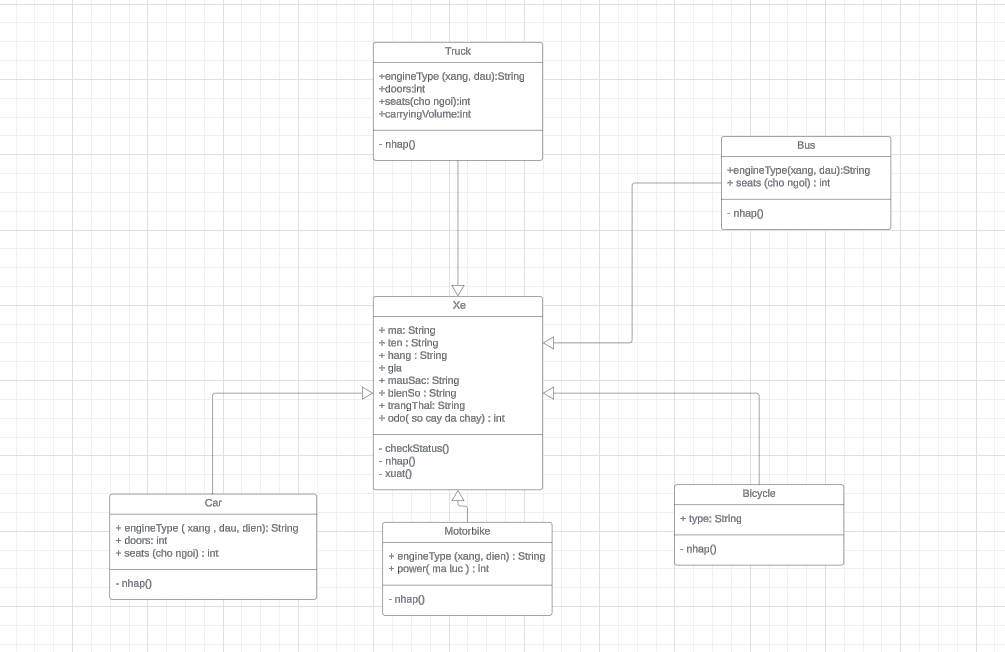 Truck
+engineType (xang, dau):String
+doors:int
+seats(cho ngoi):int
+carryingVolume:int
- nhap()
Bus
+engineType(xang, dau):String
+ seats (cho ngoi) : int
- nhap()
Xe
+ ma: String
+ ten : String
+ hang : String
+ gia
+ mauSac: String
+ bienSo : String
+ trangThaI: String
+ odo( so cay da chay) : int
- checkStatus()
- nhap()
- xuat()
Car
+ engineType ( xang , dau, dien): String
+ doors: int
+ seats (cho ngoi) : int
- nhap()
Motorbike
+ engineType (xang, dien) : String
+ power( ma luc ) : int
- nhap()
Bicycle
+ type: String
- nhap()